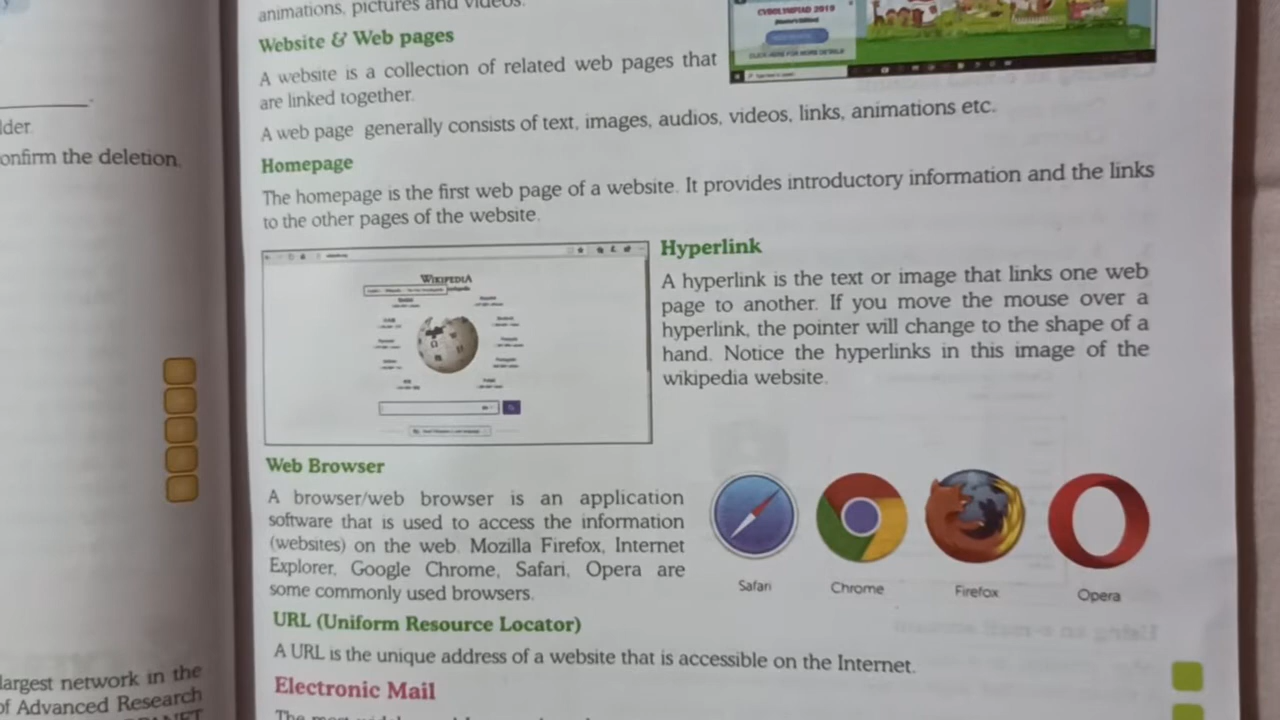 lder.
onfirm the deletion.
largest network in the
of Advanced Research
animations, pictures and videos.
CYBOLYMPIAD 2019
Website & Web pages
A website is a collection of related web pages that
are linked together.
A web page generally consists of text, images, audios, videos, links, animations etc.
Homepage
The homepage is the first web page of a website. It provides introductory information and the links
to the other pages of the website.
WIKIPEDIA
Hyperlink
A hyperlink is the text or image that links one web
page to another. If you move the mouse over a
hyperlink, the pointer will change to the shape of a
hand. Notice the hyperlinks in this image of the
wikipedia website.
Web Browser
A browser/web browser is an application
software that is used to access the information
(websites) on the web. Mozilla Firefox, Internet
Explorer, Google Chrome, Safari, Opera are
some commonly used browsers.
Safari
Chrome
Firefox
Opera
URL (Uniform Resource Locator)
A URL is the unique address of a website that is accessible on the Internet.
Electronic Mail